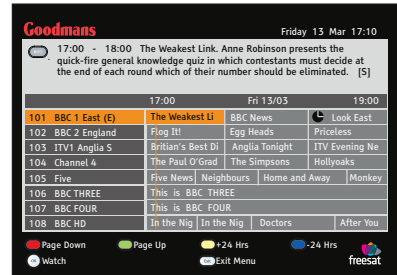 Goodmans Friday 13 Mar 17:10
17:00 - 18:00 The Weakest Link. Anne Robinson presents the
quick-fire general knowledge quiz in which contestants must decide at
the end of each round which of their number should be eliminated. [S]
17:00 Fri 13/03 19:00
101 BBC 1 East (E) The Weakest Li BBC News Look East
102 BBC 2 England Flog It! Egg Heads Priceless
103 ITV1 Anglia S Britian's Best Di Anglia Tonight ITV Evening Ne
104 Channel 4 The Paul O'Grad The Simpsons Hollyoaks
105 Five Five News Neighbours Home and Away Monkey
106 BBC THREE This is BBC THREE
107 BBC FOUR This is BBC FOUR
108 BBC HD In the Nig In the Nig Doctors After You
Page Down Page Up +24 Hrs -24 Hrs
OK Watch Exit Exit Menu freesat